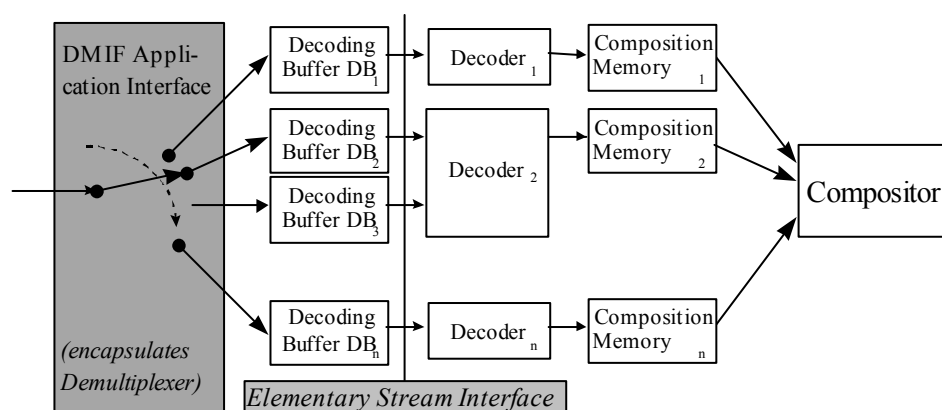 DMIF Appli-
cation Interface
(encapsulates
Demultiplexer)
Decoding
Buffer DB1
Decoding
Buffer DB2
Decoding
Buffer DB3
Decoding
Buffer DBn
Elementary Stream Interface
Decoder 1
Decoder 2
Decoder n
Composition
Memory 1
Composition
Memory 2
Composition
Memory n
Compositor